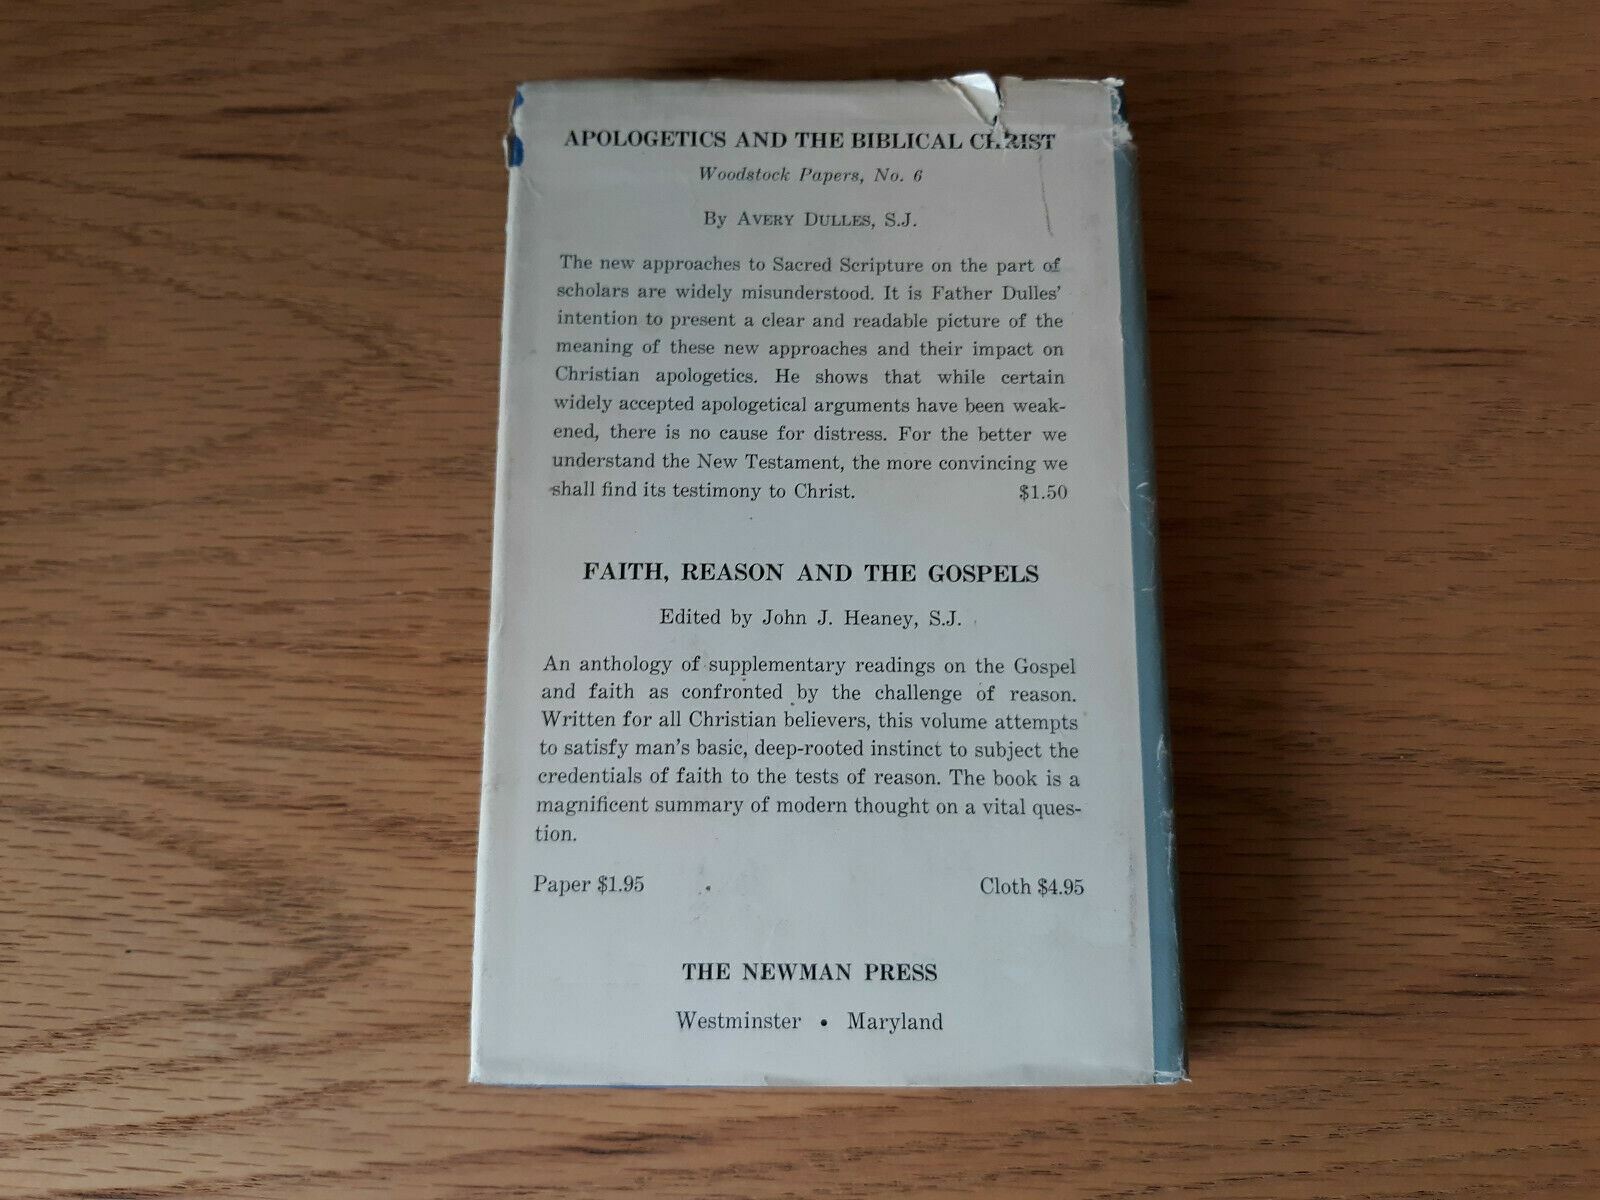 APOLOGETICS AND THE BIBLICAL CHRIST
Woodstock Papers, No. 6
By AVERY DULLES, S.J.
The new approaches to Sacred Scripture on the part of
scholars are widely misunderstood. It is Father Dulles'
intention to present a clear and readable picture of the
meaning of these new approaches and their impact on
Christian apologetics. He shows that while certain
widely accepted apologetical arguments have been weak-
ened, there is no cause for distress. For the better we
understand the New Testament, the more convincing we
shall find its testimony to Christ. $1.50
FAITH, REASON AND THE GOSPELS
Edited by John J. Heaney, S.J.
An anthology of supplementary readings on the Gospel
and faith as confronted by the challenge of reason.
Written for all Christian believers, this volume attempts
to satisfy man's basic, deep-rooted instinct to subject the
credentials of faith to the tests of reason. The book is a
magnificent summary of modern thought on a vital ques-
tion.
Paper $1.95 Cloth $4.95
THE NEWMAN PRESS
Westminster • Maryland